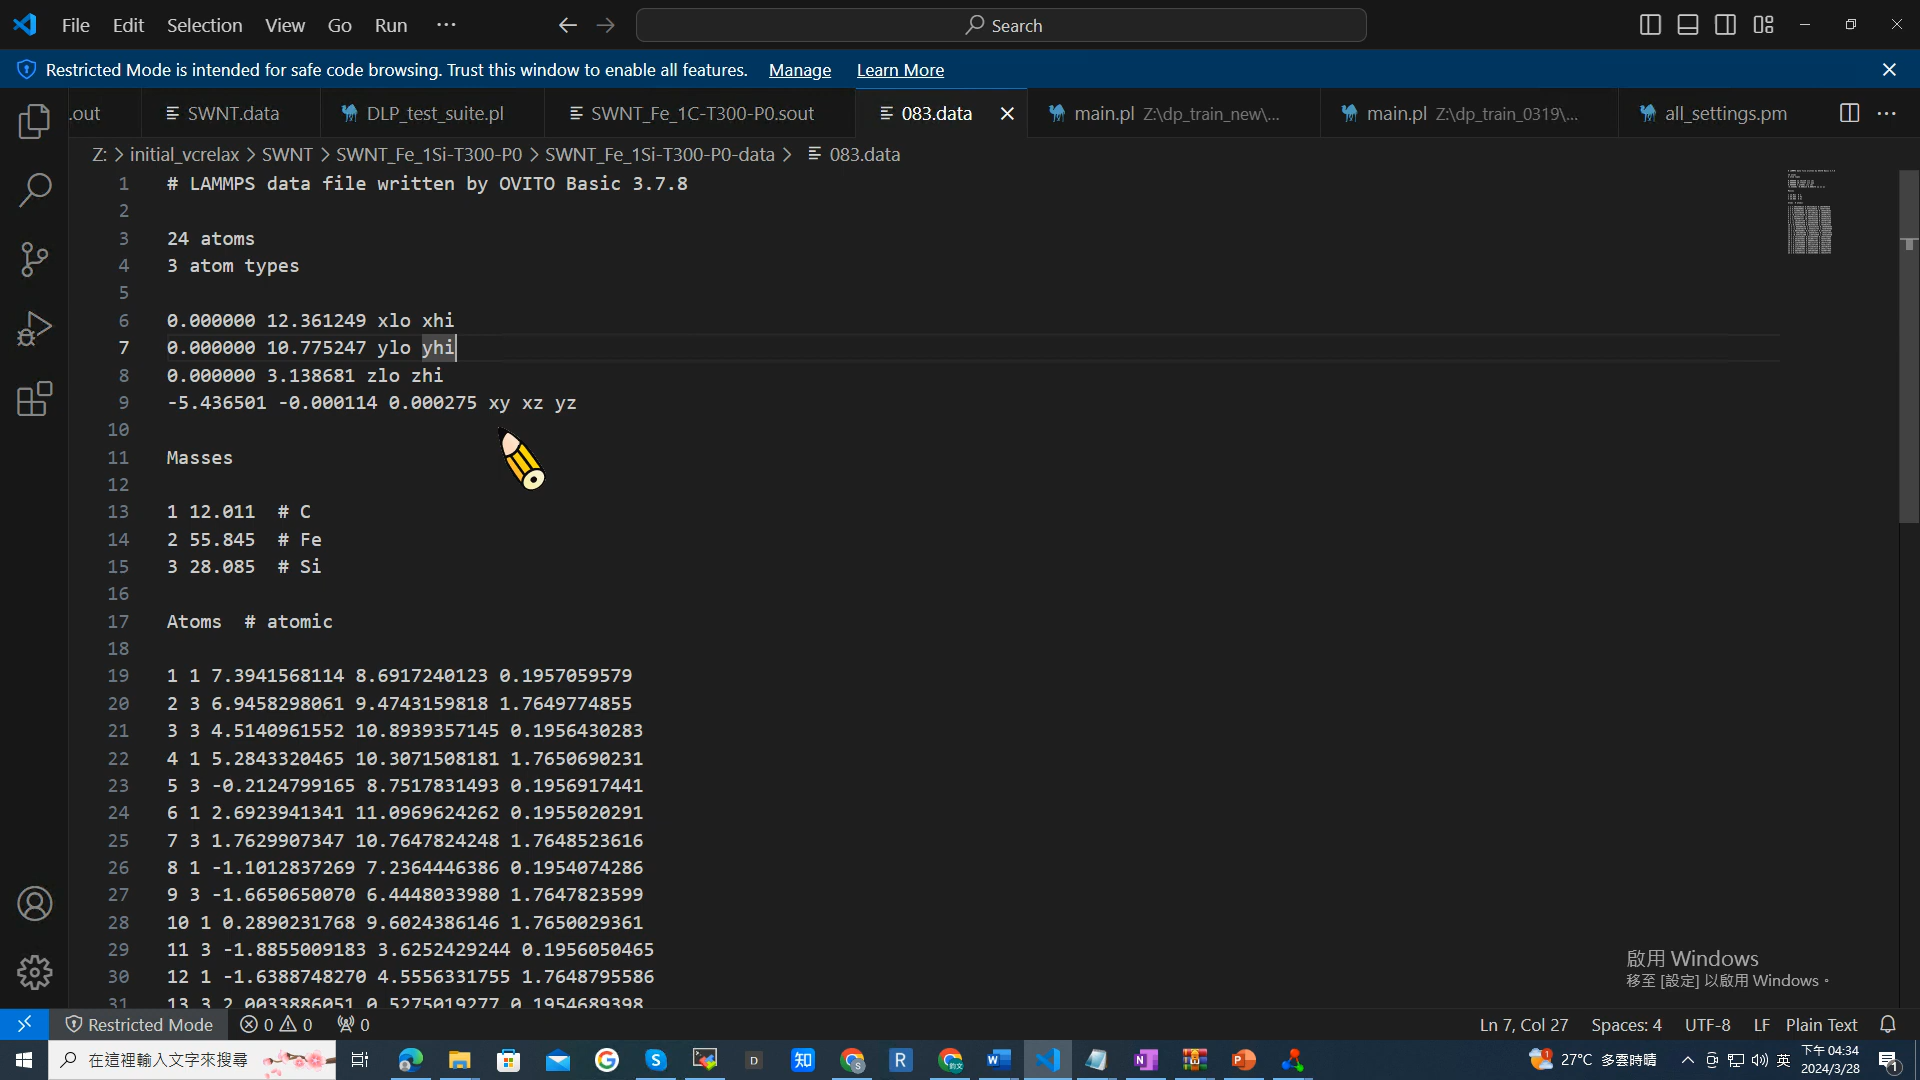 File Edit Selection View Go Run ··· Search
Restricted Mode is intended for safe code browsing. Trust this window to enable all features. Manage Learn More
.out SWNT.data DLP_test_suite.pl SWNT_Fe_1C-T300-P0.sout 083.data main.pl Z:\dp_train_new\... main.pl Z:\dp_train_0319\... all_settings.pm
Z: > initial_vcrelax > SWNT > SWNT_Fe_1Si-T300-P0 > SWNT_Fe_1Si-T300-P0-data > 083.data
1 # LAMMPS data file written by OVITO Basic 3.7.8
2
3 24 atoms
4 3 atom types
5
6 0.000000 12.361249 xlo xhi
7 0.000000 10.775247 ylo yhi
8 0.000000 3.138681 zlo zhi
9 -5.436501 -0.000114 0.000275 xy xz yz
10
11 Masses
12
13 1 12.011  # C
14 2 55.845  # Fe
15 3 28.085  # Si
16
17 Atoms  # atomic
18
19 1 1 7.3941568114 8.6917240123 0.1957059579
20 2 3 6.9458298061 9.4743159818 1.7649774855
21 3 3 4.5140961552 10.8939357145 0.1956430283
22 4 1 5.2843320465 10.3071508181 1.7650690231
23 5 3 -0.2124799165 8.7517831493 0.1956917441
24 6 1 2.6923941341 11.0969624262 0.1955020291
25 7 3 1.7629907347 10.7647824248 1.7648523616
26 8 1 -1.1012837269 7.2364446386 0.1954074286
27 9 3 -1.6650650070 6.4448033980 1.7647823599
28 10 1 0.2890231768 9.6024386146 1.7650029361
29 11 3 -1.8855009183 3.6252429244 0.1956050465
30 12 1 -1.6388748270 4.5556331755 1.7648795586
31 13 3 2.0033886051 0.5275019277 0.1954689398
啟用 Windows
移至 [設定] 以啟用 Windows。
Restricted Mode 0 0 0 Ln 7, Col 27 Spaces: 4 UTF-8 LF Plain Text
在這裡輸入文字來搜尋 27°C 多雲時晴 英 下午 04:34
2024/3/28 1